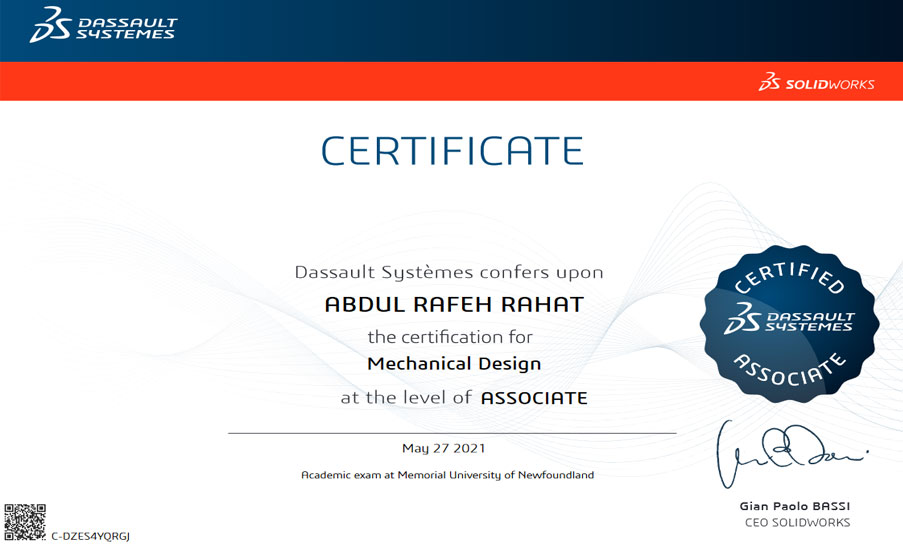 DASSAULT
SYSTEMES
SOLIDWORKS
CERTIFICATE
Dassault Systèmes confers upon
ABDUL RAFEH RAHAT
the certification for
Mechanical Design
at the level of ASSOCIATE
CERTIFIED
DASSAULT
SYSTEMES
ASSOCIATE
May 27 2021
Academic exam at Memorial University of Newfoundland
Gian Paolo BASSI
CEO SOLIDWORKS
C-DZES4YQRGJ